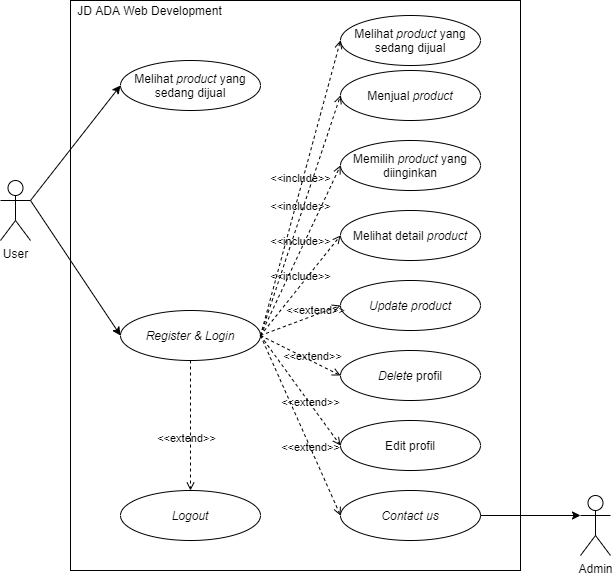 JD ADA Web Development
Melihat product yang
sedang dijual
Melihat product yang
sedang dijual
Menjual product
<<include>>
Memilih product yang
diinginkan
<<include>>
User
<<include>>
Melihat detail product
<<include>>
<<extend>>
Update product
Register & Login
<<extend>>
Delete profil
<<extend>>
<<extend>>
<<extend>>
Edit profil
Logout
Contact us
Admin